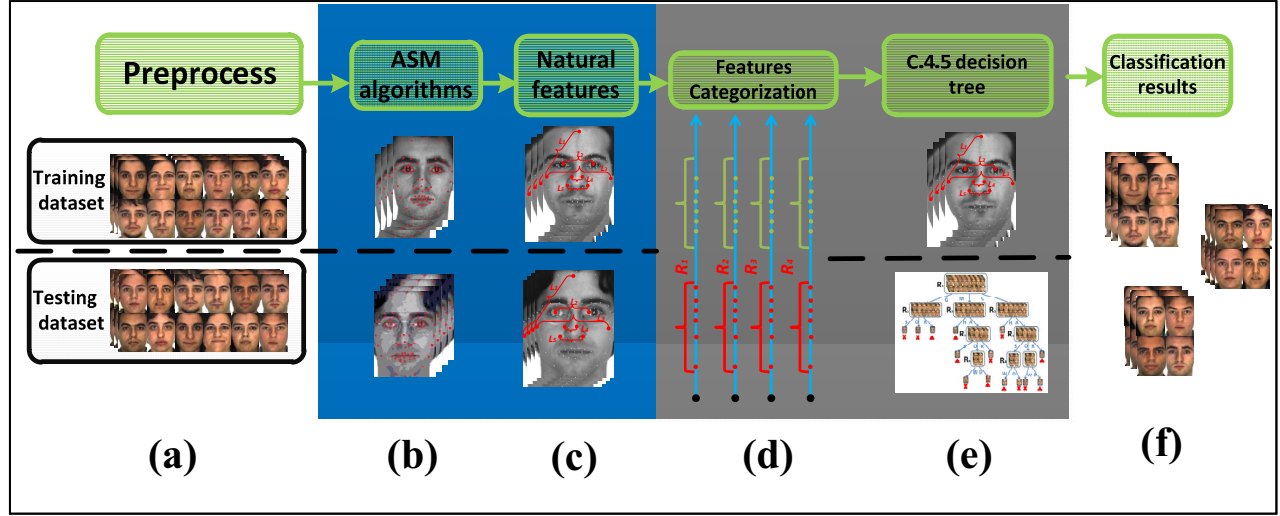 Preprocess
ASM
algorithms
Natural
features
Features
Categorization
C.4.5 decision
tree
Classification
results
Training
dataset
Testing
dataset
R1
R2
R3
R4
(a)
(b)
(c)
(d)
(e)
(f)